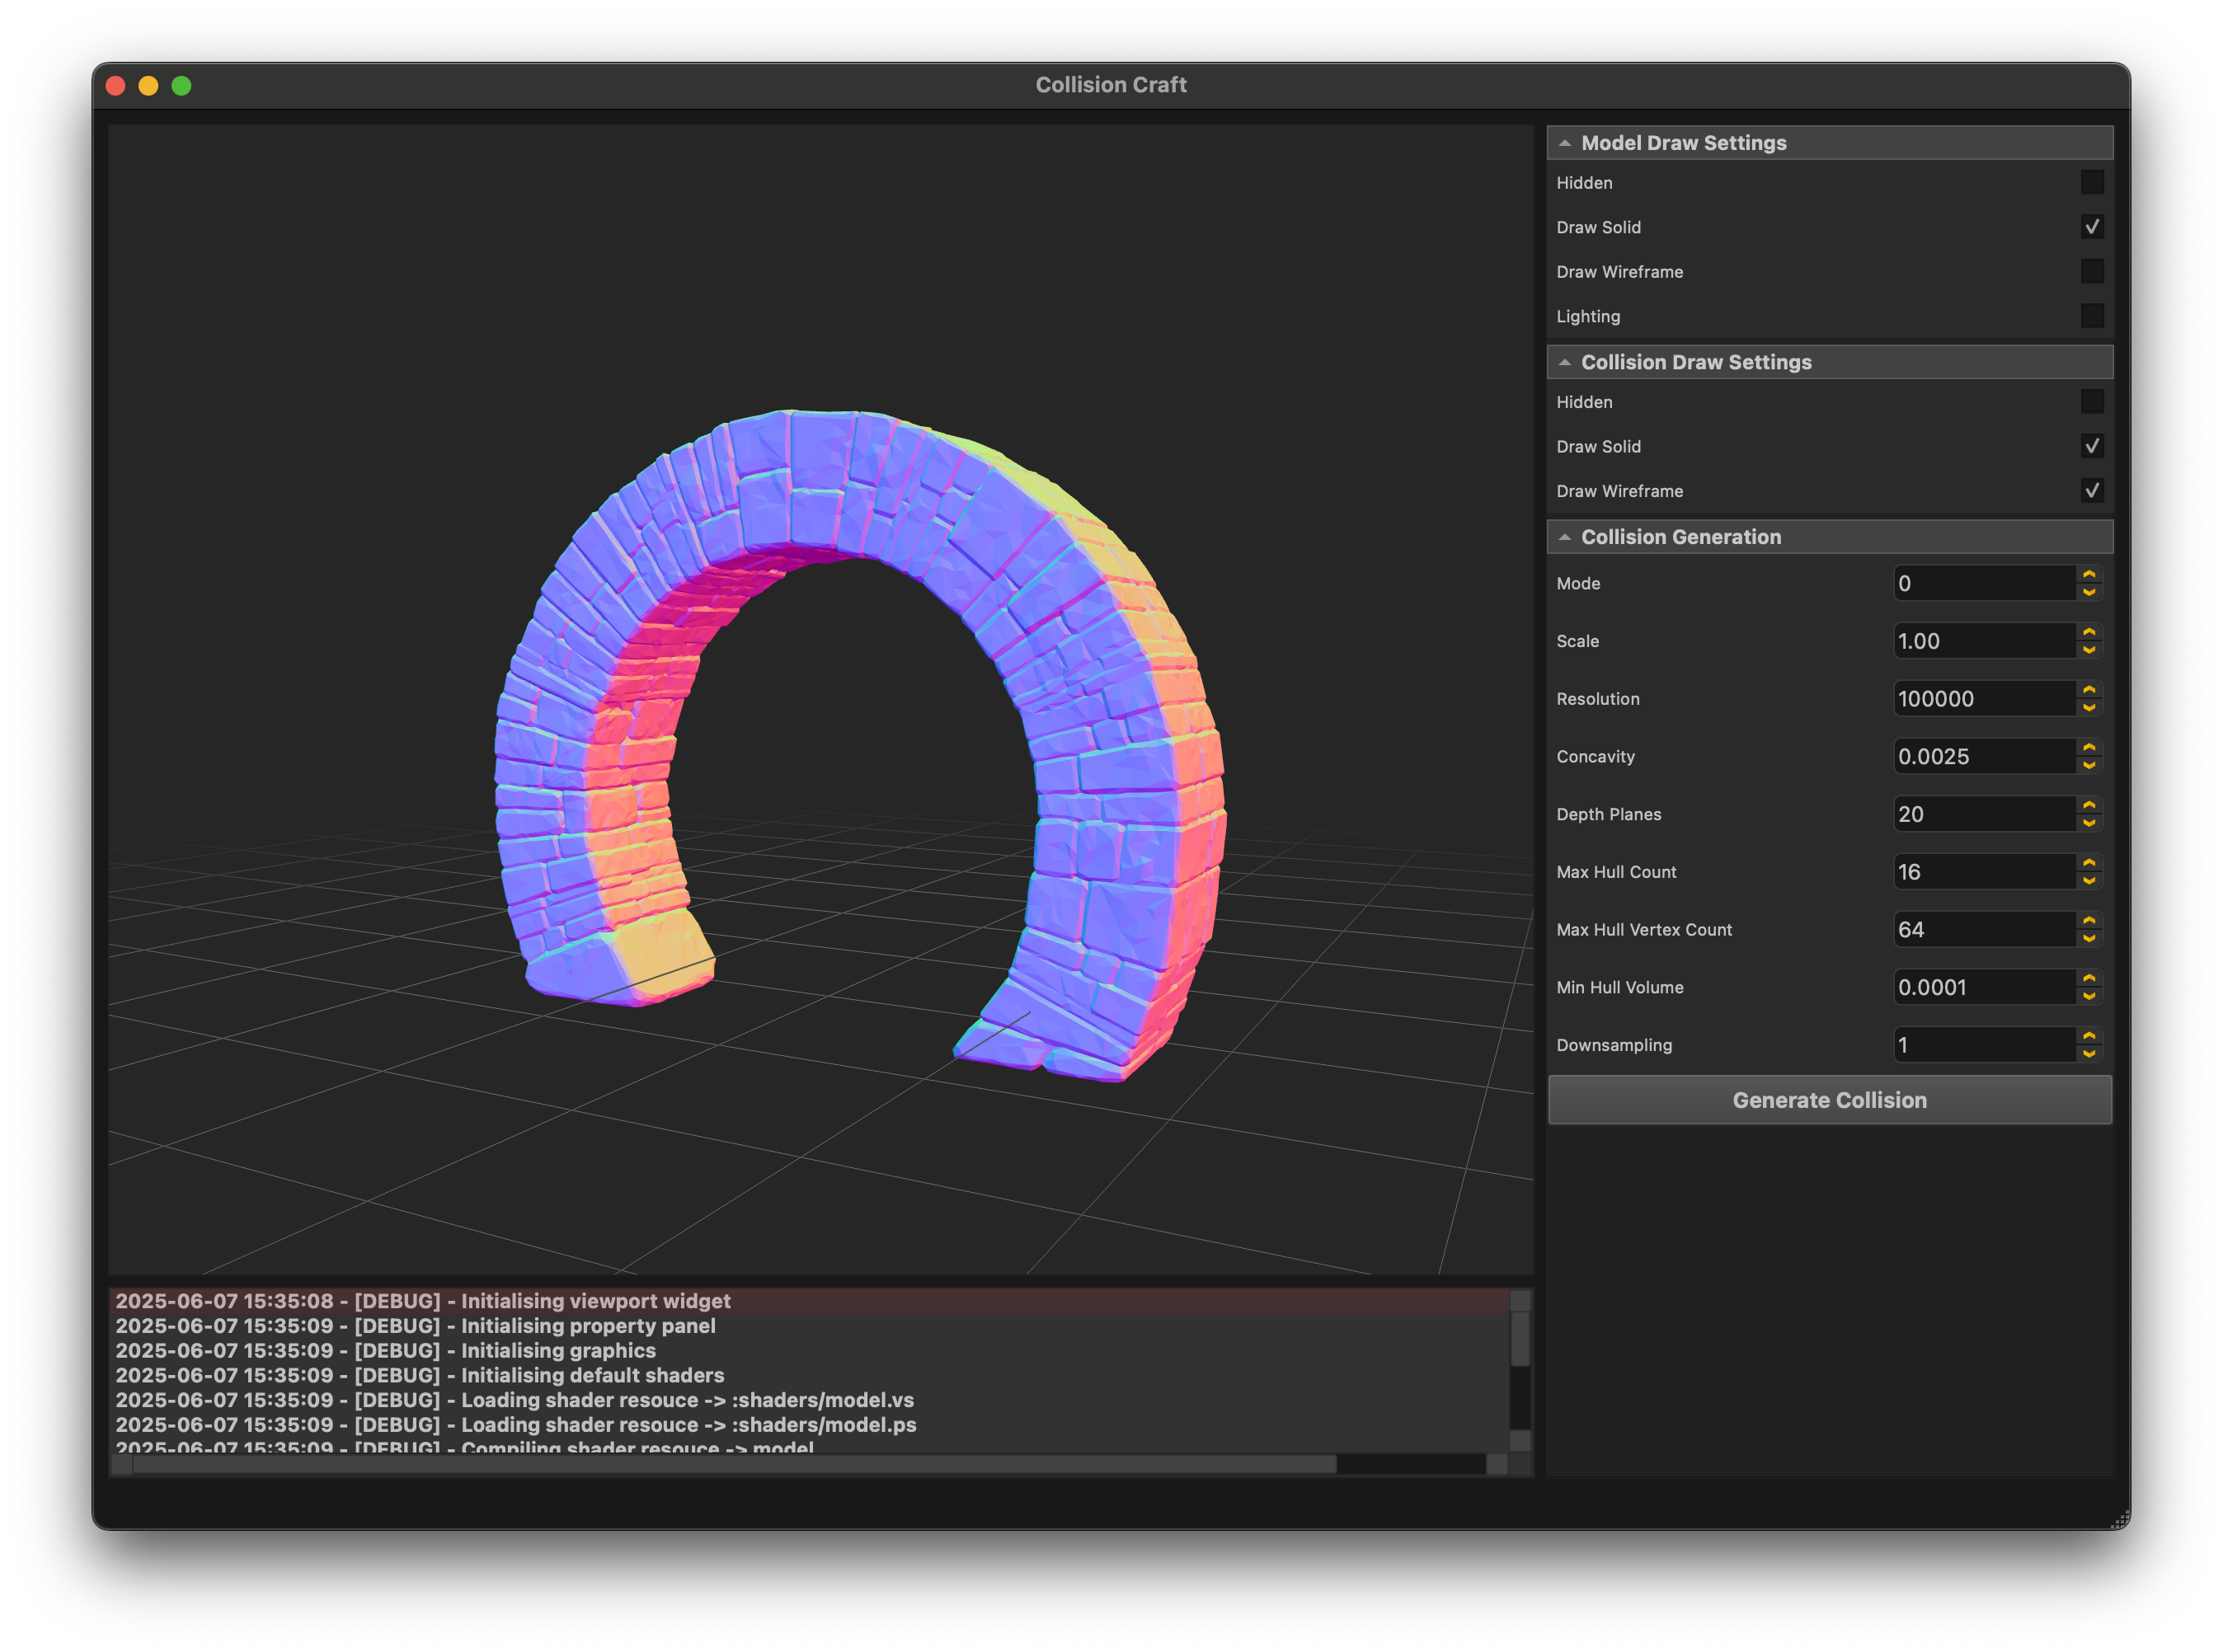 Collision Craft
Model Draw Settings
Hidden
Draw Solid
Draw Wireframe
Lighting
Collision Draw Settings
Hidden
Draw Solid
Draw Wireframe
Collision Generation
Mode 0
Scale 1.00
Resolution 100000
Concavity 0.0025
Depth Planes 20
Max Hull Count 16
Max Hull Vertex Count 64
Min Hull Volume 0.0001
Downsampling 1
Generate Collision
2025-06-07 15:35:08 - [DEBUG] - Initialising viewport widget
2025-06-07 15:35:09 - [DEBUG] - Initialising property panel
2025-06-07 15:35:09 - [DEBUG] - Initialising graphics
2025-06-07 15:35:09 - [DEBUG] - Initialising default shaders
2025-06-07 15:35:09 - [DEBUG] - Loading shader resouce -> :shaders/model.vs
2025-06-07 15:35:09 - [DEBUG] - Loading shader resouce -> :shaders/model.ps
2025-06-07 15:35:09 - [DEBUG] - Compiling shader resouce -> model